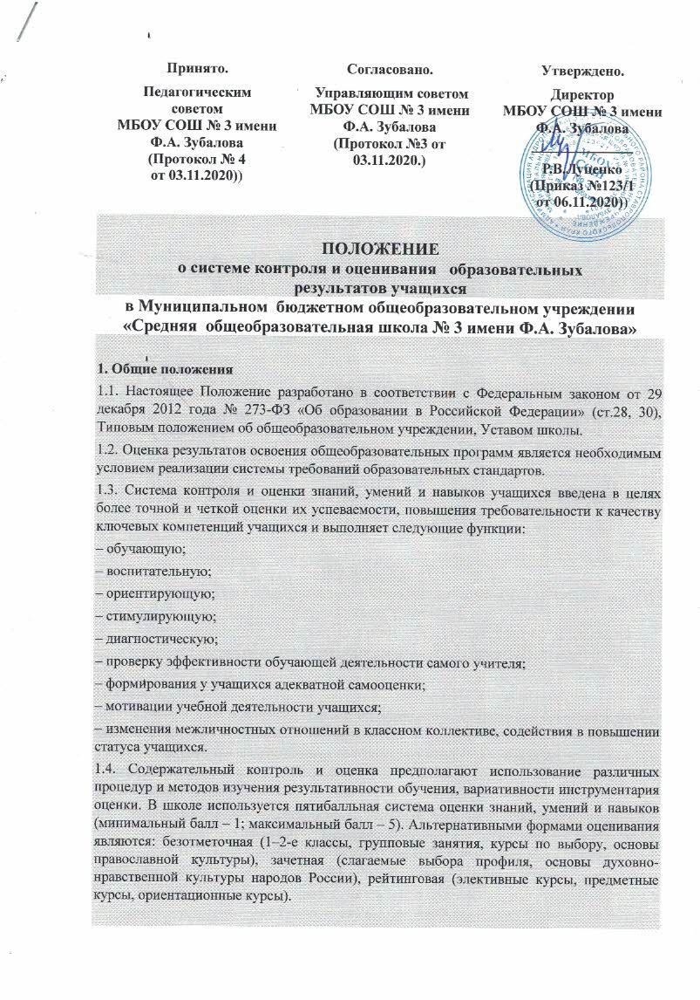 Принято.
Педагогическим
советом
МБОУ СОШ № 3 имени
Ф.А. Зубалова
(Протокол № 4
от 03.11.2020))
Согласовано.
Управляющим советом
МБОУ СОШ № 3 имени
Ф.А. Зубалова
(Протокол №3 от
03.11.2020.)
Утверждено.
Директор
МБОУ СОШ № 3 имени
Ф.А. Зубалова
Р.В.Луценко
(Приказ №123/1
от 06.11.2020))
ПОЛОЖЕНИЕ
о системе контроля и оценивания образовательных
результатов учащихся
в Муниципальном бюджетном общеобразовательном учреждении
«Средняя общеобразовательная школа № 3 имени Ф.А. Зубалова»
1. Общие положения
1.1. Настоящее Положение разработано в соответствии с Федеральным законом от 29
декабря 2012 года № 273-ФЗ «Об образовании в Российской Федерации» (ст.28, 30),
Типовым положением об общеобразовательном учреждении, Уставом школы.
1.2. Оценка результатов освоения общеобразовательных программ является необходимым
условием реализации системы требований образовательных стандартов.
1.3. Система контроля и оценки знаний, умений и навыков учащихся введена в целях
более точной и четкой оценки их успеваемости, повышения требовательности к качеству
ключевых компетенций учащихся и выполняет следующие функции:
– обучающую;
– воспитательную;
– ориентирующую;
– стимулирующую;
– диагностическую;
– проверку эффективности обучающей деятельности самого учителя;
– формирования у учащихся адекватной самооценки;
– мотивации учебной деятельности учащихся;
– изменения межличностных отношений в классном коллективе, содействия в повышении
статуса учащихся.
1.4. Содержательный контроль и оценка предполагают использование различных
процедур и методов изучения результативности обучения, вариативности инструментария
оценки. В школе используется пятибалльная система оценки знаний, умений и навыков
(минимальный балл – 1; максимальный балл – 5). Альтернативными формами оценивания
являются: безотметочная (1–2-е классы, групповые занятия, курсы по выбору, основы
православной культуры), зачетная (слагаемые выбора профиля, основы духовно-
нравственной культуры народов России), рейтинговая (элективные курсы, предметные
курсы, ориентационные курсы).